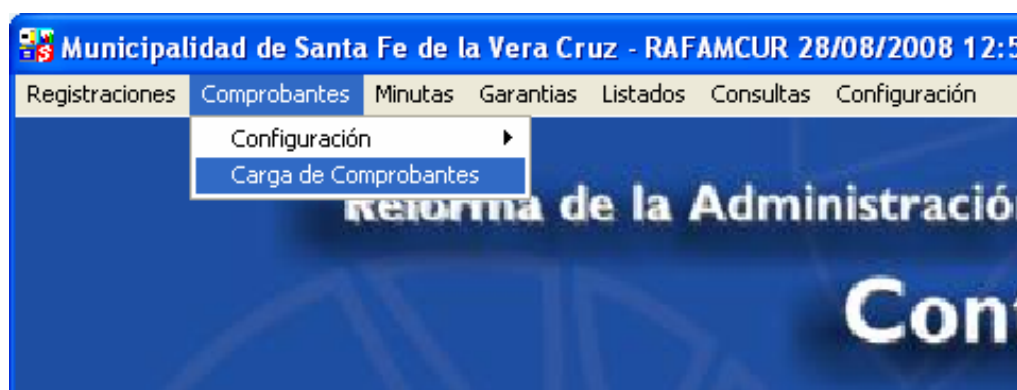 Municipalidad de Santa Fe de la Vera Cruz - RAFAMCUR 28/08/2008 12:5
Registraciones Comprobantes Minutas Garantias Listados Consultas Configuración
Configuración
Carga de Comprobantes
Reforma de la Administració
Con